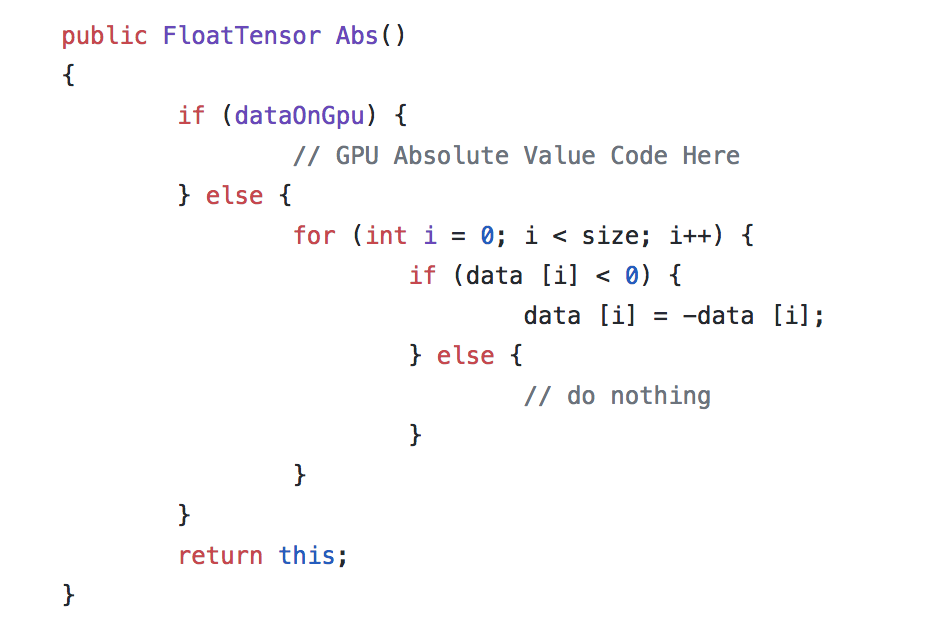 public FloatTensor Abs()
{
        if (dataOnGpu) {
                // GPU Absolute Value Code Here
        } else {
                for (int i = 0; i < size; i++) {
                        if (data [i] < 0) {
                                data [i] = -data [i];
                        } else {
                                // do nothing
                        }
                }
        }
        return this;
}